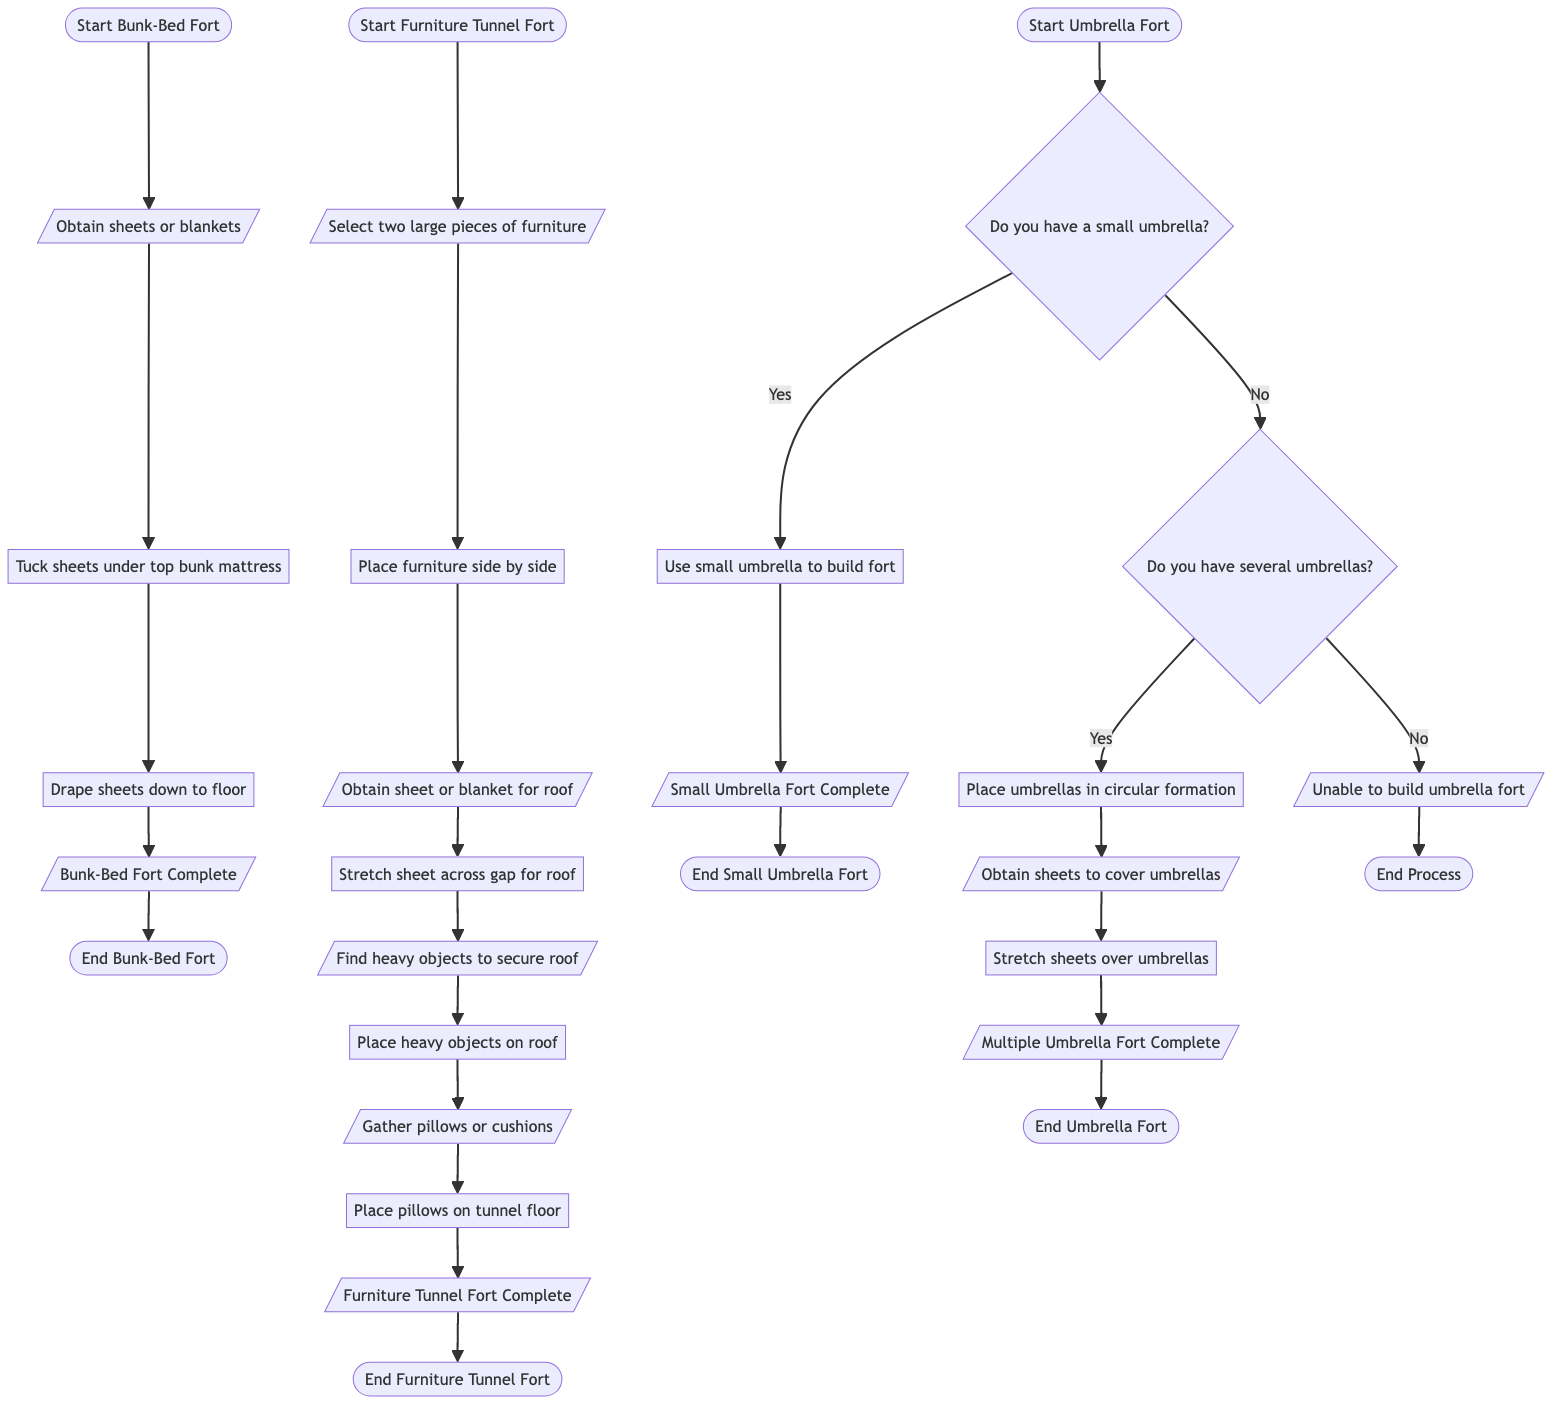 Start Bunk-Bed Fort
Start Furniture Tunnel Fort
Start Umbrella Fort
Obtain sheets or blankets
Select two large pieces of furniture
Do you have a small umbrella?
Yes
No
Tuck sheets under top bunk mattress
Place furniture side by side
Use small umbrella to build fort
Do you have several umbrellas?
Yes
No
Drape sheets down to floor
Obtain sheet or blanket for roof
Small Umbrella Fort Complete
Place umbrellas in circular formation
Unable to build umbrella fort
Bunk-Bed Fort Complete
Stretch sheet across gap for roof
End Small Umbrella Fort
Obtain sheets to cover umbrellas
End Process
End Bunk-Bed Fort
Find heavy objects to secure roof
Stretch sheets over umbrellas
Place heavy objects on roof
Multiple Umbrella Fort Complete
Gather pillows or cushions
End Umbrella Fort
Place pillows on tunnel floor
Furniture Tunnel Fort Complete
End Furniture Tunnel Fort